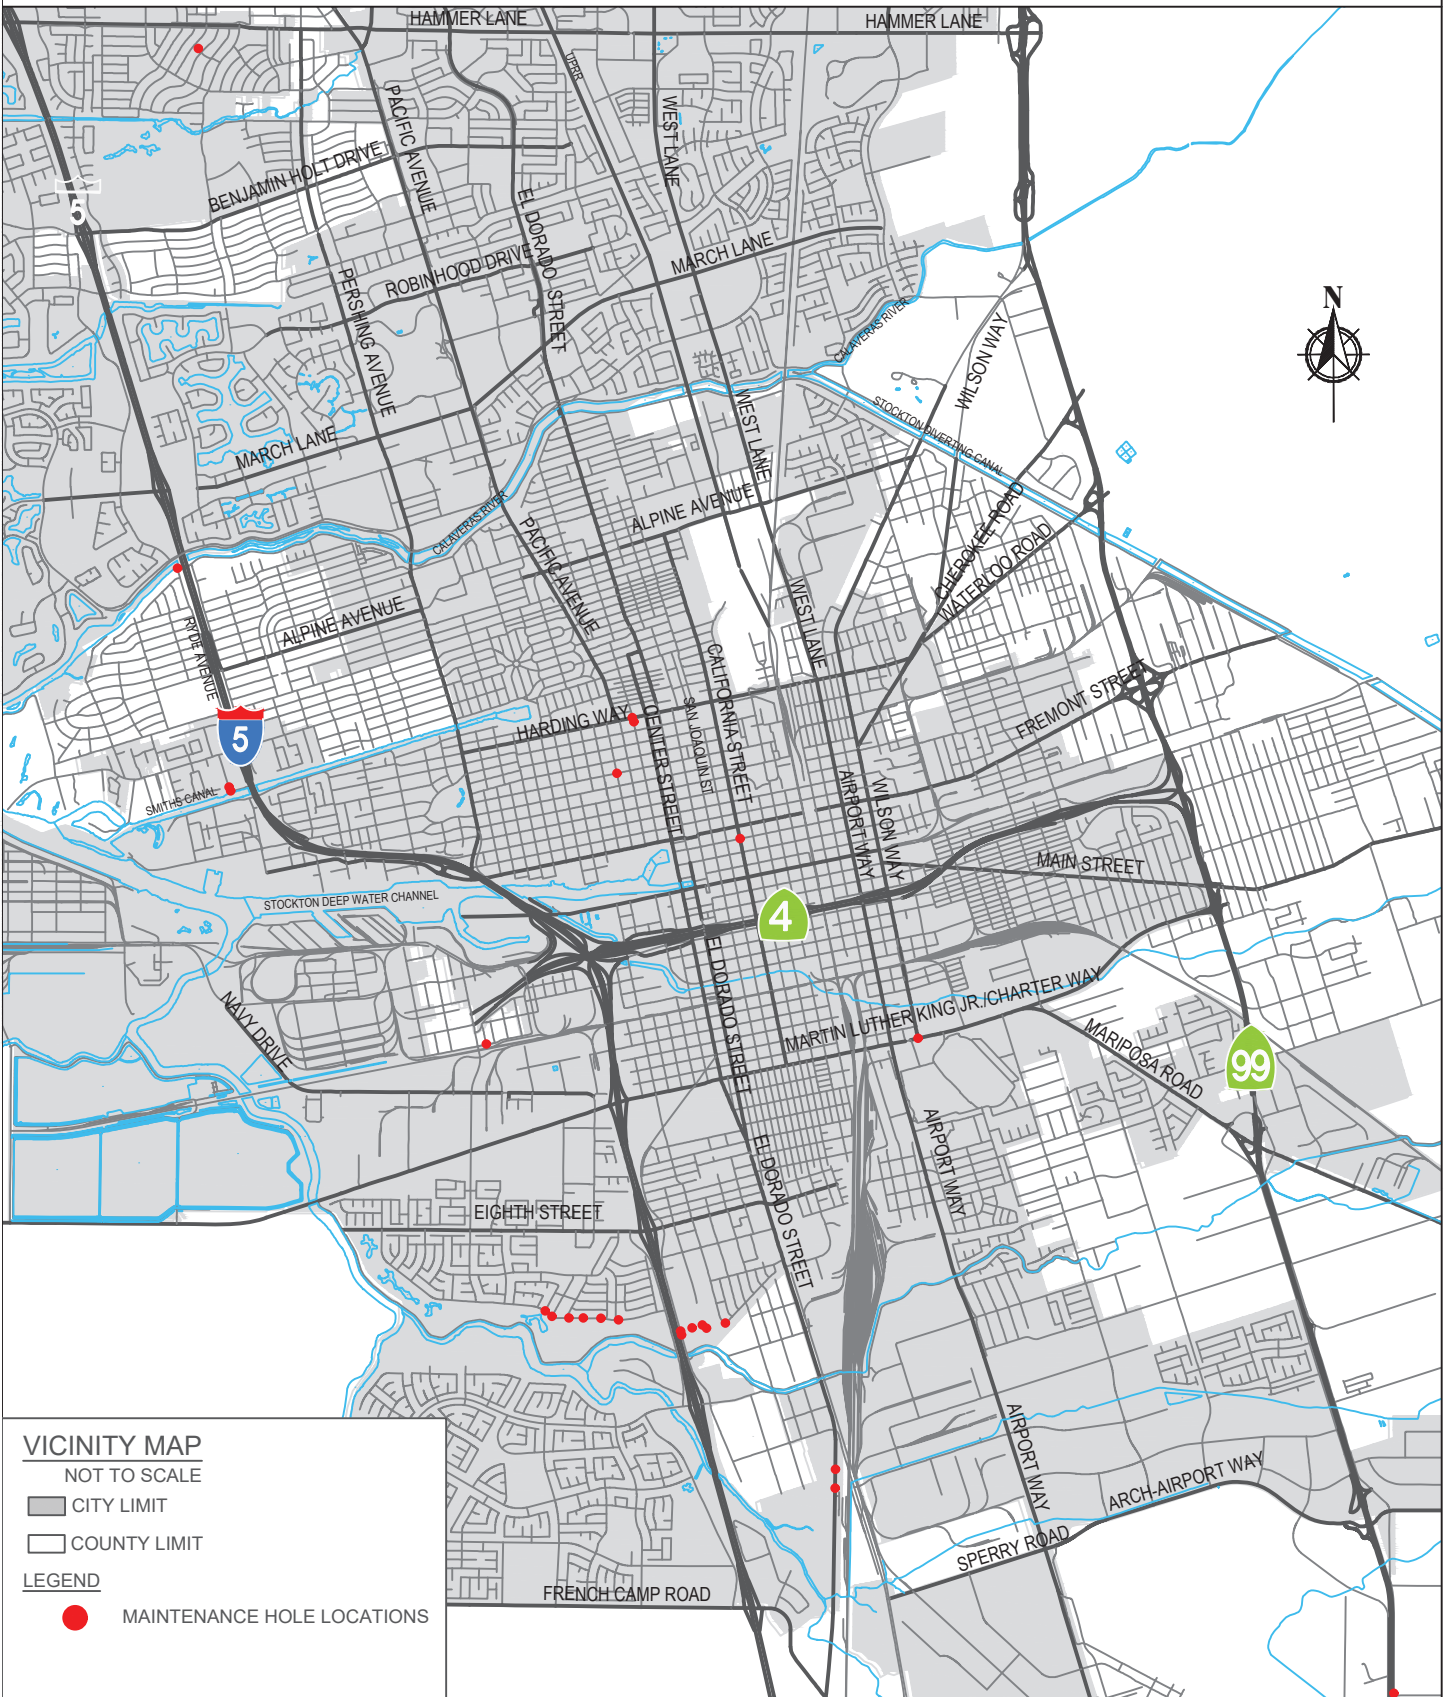 HAMMER LANE
HAMMER LANE
UPRR
PACIFIC AVENUE
WEST LANE
BENJAMIN HOLT DRIVE
5
EL DORADO STREET
ROBINHOOD DRIVE
MARCH LANE
PERSHING AVENUE
N
CALAVERAS RIVER
WILSON WAY
WEST LANE
STOCKTON DIVERTING CANAL
MARCH LANE
ALPINE AVENUE
CALAVERAS RIVER
PACIFIC AVENUE
CHEROKEE ROAD
WATERLOO ROAD
WEST LANE
ALPINE AVENUE
RYDE AVENUE
CALIFORNIA STREET
SAN JOAQUIN ST
FREMONT STREET
HARDING WAY
CENTER STREET
5
SMITHS CANAL
AIRPORT WAY
WILSON WAY
MAIN STREET
STOCKTON DEEP WATER CHANNEL
4
EL DORADO STREET
MARTIN LUTHER KING JR./CHARTER WAY
NAVY DRIVE
MARIPOSA ROAD
99
AIRPORT WAY
EL DORADO STREET
EIGHTH STREET
AIRPORT WAY
ARCH-AIRPORT WAY
SPERRY ROAD
FRENCH CAMP ROAD
VICINITY MAP
NOT TO SCALE
CITY LIMIT
COUNTY LIMIT
LEGEND
MAINTENANCE HOLE LOCATIONS